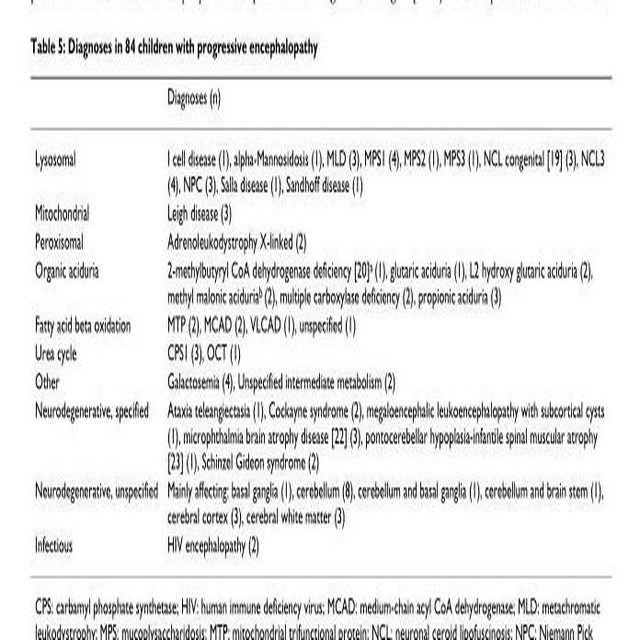 Table 5: Diagnoses in 84 children with progressive encephalopathy
Diagnoses (n)
Lysosomal I cell disease (1), alpha-Mannosidosis (1), MLD (3), MPS1 (4), MPS2 (1), MPS3 (1), NCL congenital [19] (3), NCL3
(4), NPC (3), Salla disease (1), Sandhoff disease (1)
Mitochondrial Leigh disease (3)
Peroxisomal Adrenoleukodystrophy X-linked (2)
Organic aciduria 2-methylbutyryl CoA dehydrogenase deficiency [20]ᵃ (1), glutaric aciduria (1), L2 hydroxy glutaric aciduria (2),
methyl malonic aciduriaᵇ (2), multiple carboxylase deficiency (2), propionic aciduria (3)
Fatty acid beta oxidation MTP (2), MCAD (2), VLCAD (1), unspecified (1)
Urea cycle CPS1 (3), OCT (1)
Other Galactosemia (4), Unspecified intermediate metabolism (2)
Neurodegenerative, specified Ataxia teleangiectasia (1), Cockayne syndrome (2), megaloencephalic leukoencephalopathy with subcortical cysts
(1), microphthalmia brain atrophy disease [22] (3), pontocerebellar hypoplasia-infantile spinal muscular atrophy
[23] (1), Schinzel Gideon syndrome (2)
Neurodegenerative, unspecified Mainly affecting: basal ganglia (1), cerebellum (8), cerebellum and basal ganglia (1), cerebellum and brain stem (1),
cerebral cortex (3), cerebral white matter (3)
Infectious HIV encephalopathy (2)
CPS: carbamyl phosphate synthetase; HIV: human immune deficiency virus; MCAD: medium-chain acyl CoA dehydrogenase; MLD: metachromatic
leukodystrophy; MPS: mucoplysaccharidosis; MTP: mitochondrial trifunctional protein; NCL: neuronal ceroid lipofuscinosis; NPC: Niemann Pick